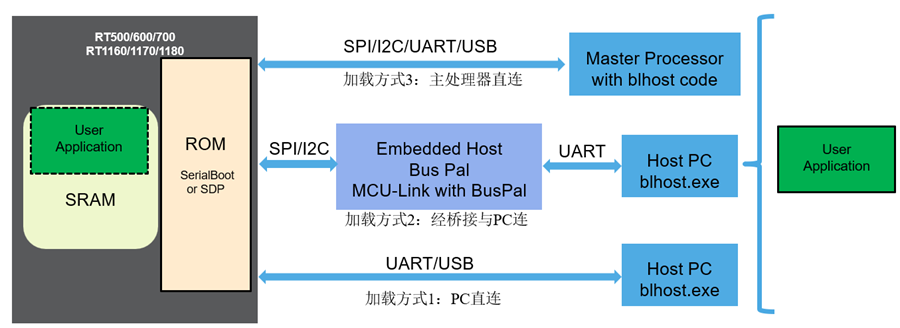 RT500/600/700
RT1160/1170/1180
User
Application
SRAM
ROM
SerialBoot
or SDP
SPI/I2C/UART/USB
加载方式3：主处理器直连
Master Processor
with blhost code
SPI/I2C
Embedded Host
Bus Pal
MCU-Link with BusPal
加载方式2：经桥接与PC连
UART
Host PC
blhost.exe
UART/USB
加载方式1：PC直连
Host PC
blhost.exe
User
Application